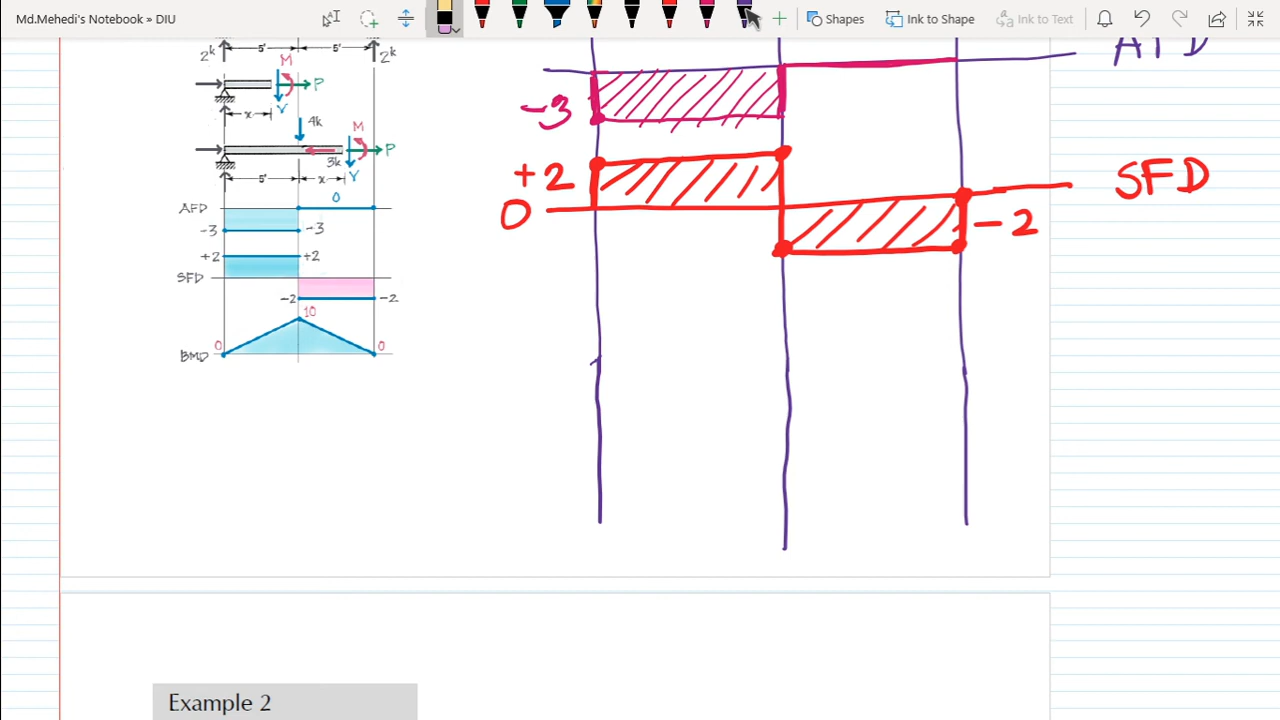 Md.Mehedi's Notebook » DIU
Shapes
Ink to Shape
Ink to Text
5' 5'
2k 2k
M
P
V
x
4k
M
P
3k
V
5' x
AFD 0
-3 -3
+2 +2
SFD
-2 -2
10
0 0
BMD
AFD
-3
+2
0
SFD
-2
Example 2